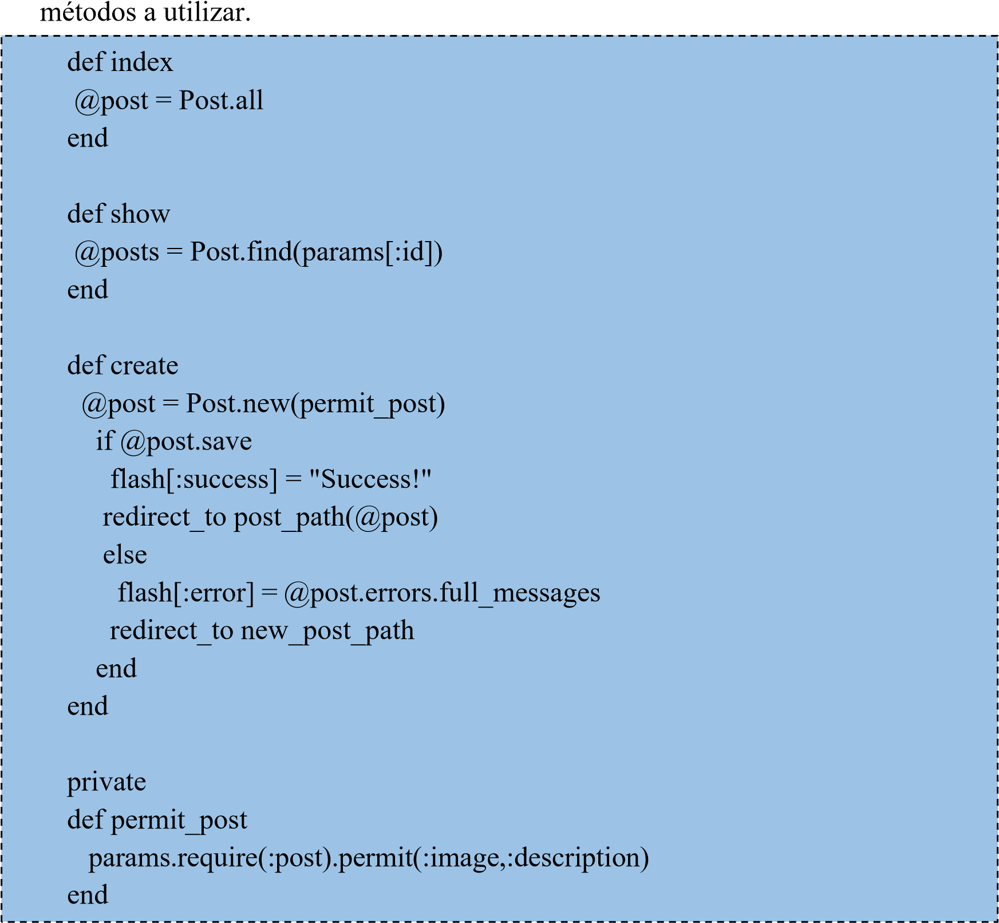 métodos a utilizar.
def index
@post = Post.all
end
def show
@posts = Post.find(params[:id])
end
def create
@post = Post.new(permit_post)
if @post.save
flash[:success] = "Success!"
redirect_to post_path(@post)
else
flash[:error] = @post.errors.full_messages
redirect_to new_post_path
end
end
private
def permit_post
params.require(:post).permit(:image,:description)
end